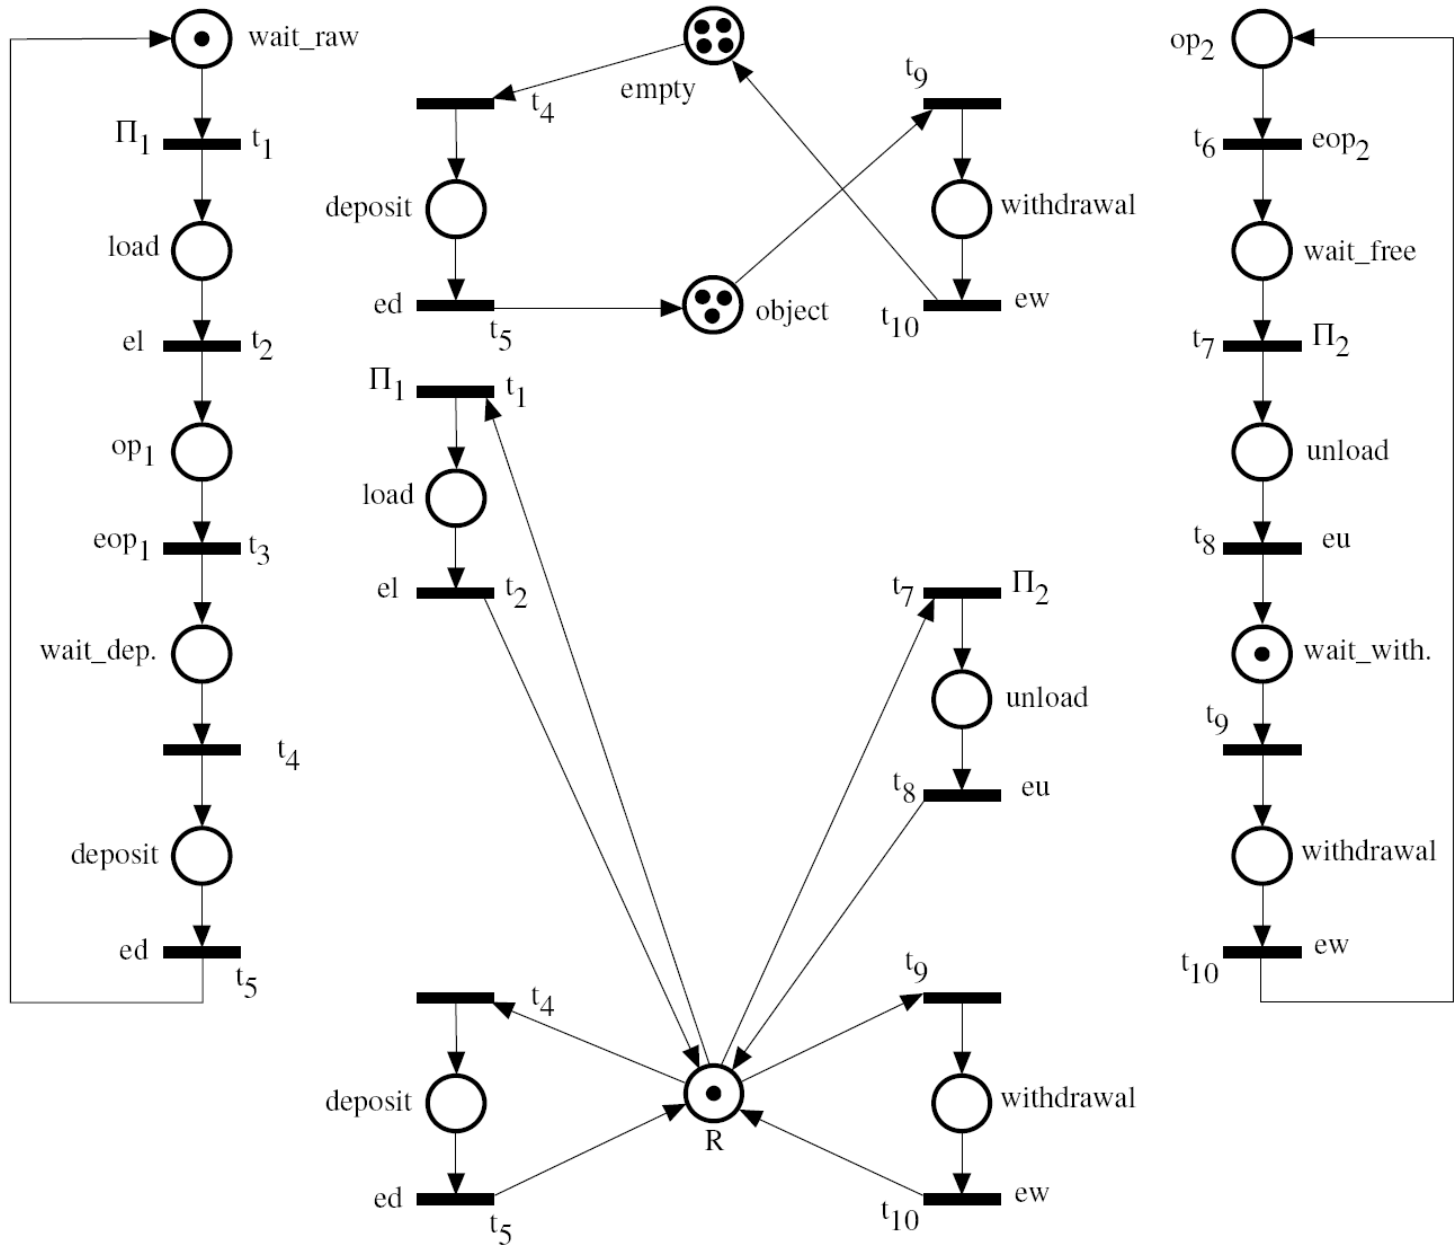 wait_raw
Π1 t1
load
el t2
op1
eop1 t3
wait_dep.
t4
deposit
ed
t5
empty
t4
t9
deposit
withdrawal
ed
t5
object
t10
ew
Π1 t1
load
el t2
t7 Π2
unload
t8 eu
t4
t9
deposit
withdrawal
R
ed
t5
t10
ew
op2
t6 eop2
wait_free
t7 Π2
unload
t8 eu
wait_with.
t9
withdrawal
t10
ew